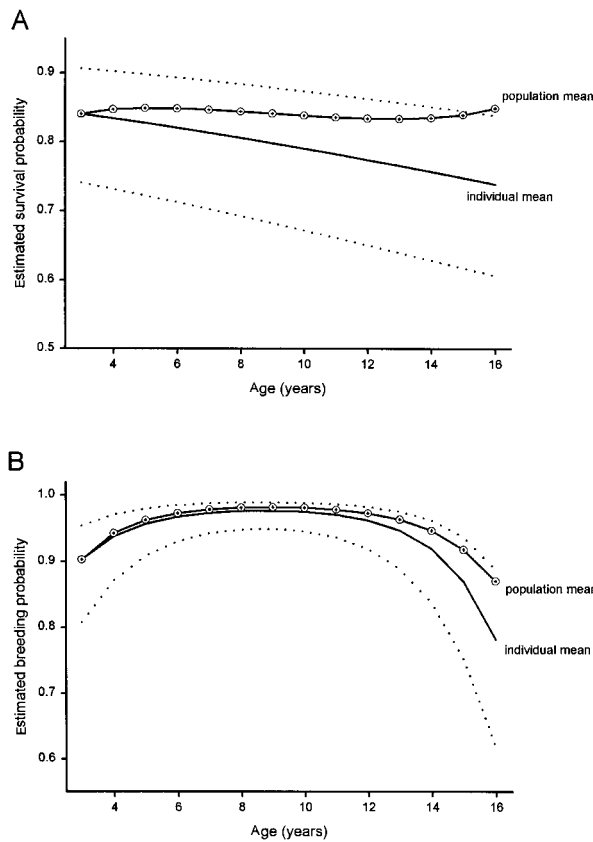 A
Estimated survival probability
0.9
0.8
0.7
0.6
0.5
population mean
individual mean
4 6 8 10 12 14 16
Age (years)
B
Estimated breeding probability
1.0
0.9
0.8
0.7
0.6
population mean
individual mean
4 6 8 10 12 14 16
Age (years)